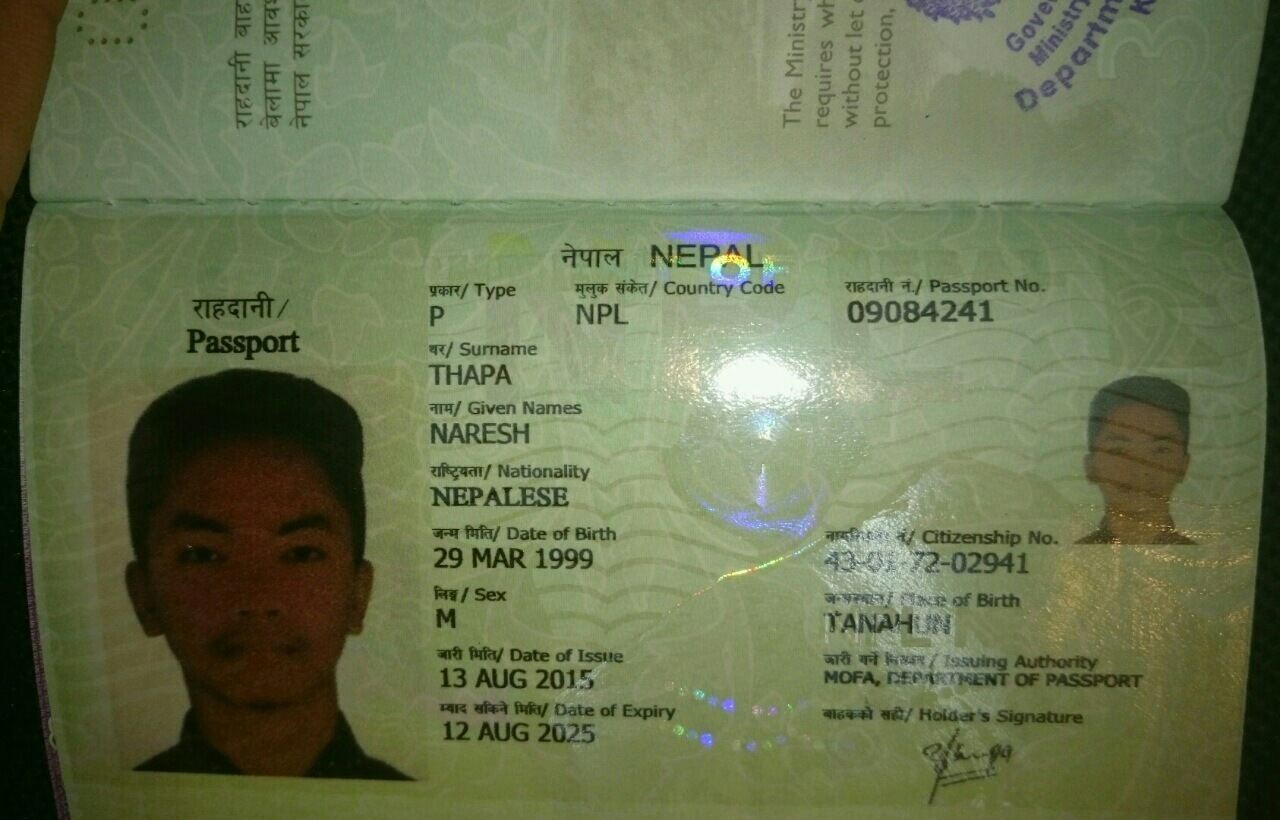 राहदानी बाह
बेलामा आवश
नेपाल सरका
The Ministry
requires wh
without let o
protection,
Gover
Ministry
Departm
K
नेपाल NEPAL
राहदानी/
Passport
प्रकार/ Type
P
मुलुक संकेत/ Country Code
NPL
राहदानी नं./ Passport No.
09084241
थर/ Surname
THAPA
नाम/ Given Names
NARESH
राष्ट्रियता/ Nationality
NEPALESE
जन्म मिति/ Date of Birth
29 MAR 1999
नागरिकता नं/ Citizenship No.
43-01-72-02941
लिङ्ग/ Sex
M
जन्मस्थान/ Place of Birth
TANAHUN
जारी मिति/ Date of Issue
13 AUG 2015
जारी गर्ने निकाय/ Issuing Authority
MOFA, DEPARTMENT OF PASSPORT
म्याद सकिने मिति/ Date of Expiry
12 AUG 2025
बाहकको सही/ Holder's Signature